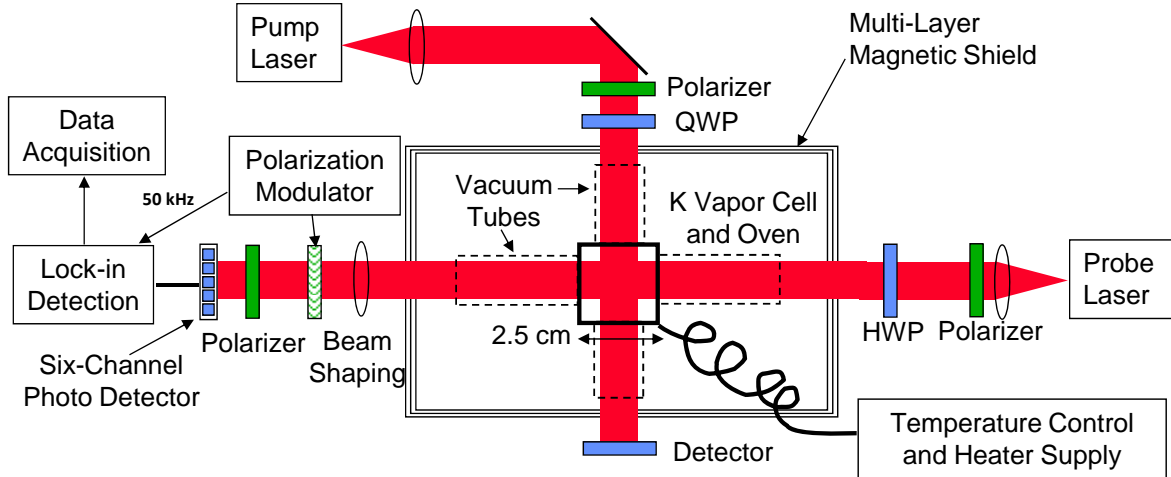 Pump
Laser
Multi-Layer
Magnetic Shield
Polarizer
QWP
Data
Acquisition
Polarization
Modulator
50 kHz
Vacuum
Tubes
K Vapor Cell
and Oven
Lock-in
Detection
Probe
Laser
2.5 cm
HWP
Polarizer
Polarizer
Beam
Shaping
Six-Channel
Photo Detector
Detector
Temperature Control
and Heater Supply